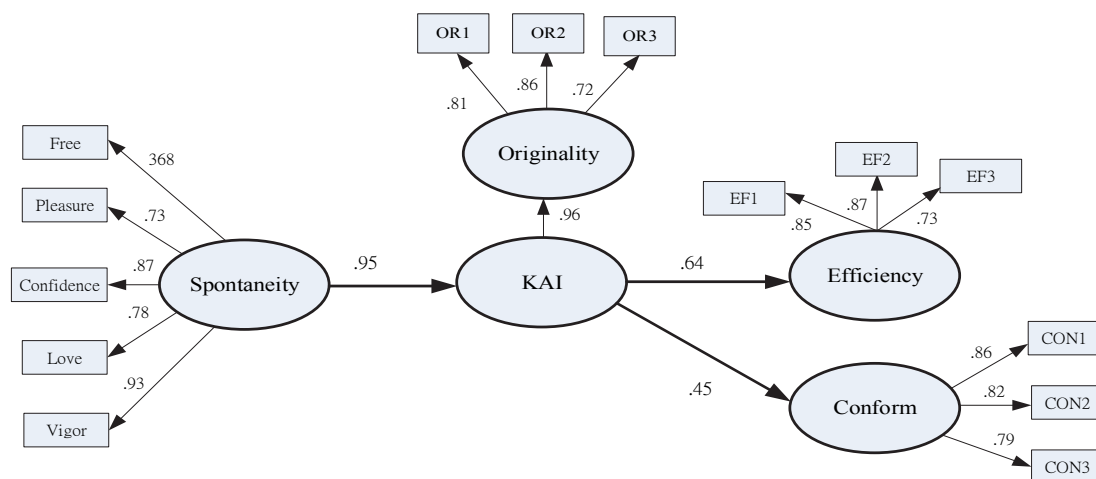 OR1
OR2
OR3
.81
.86
.72
Originality
Free
368
Pleasure
.73
Confidence
.87
Spontaneity
.78
Love
.93
Vigor
.95
KAI
.96
EF1
EF2
EF3
.85
.87
.73
Efficiency
.64
.45
Conform
.86
CON1
.82
CON2
.79
CON3